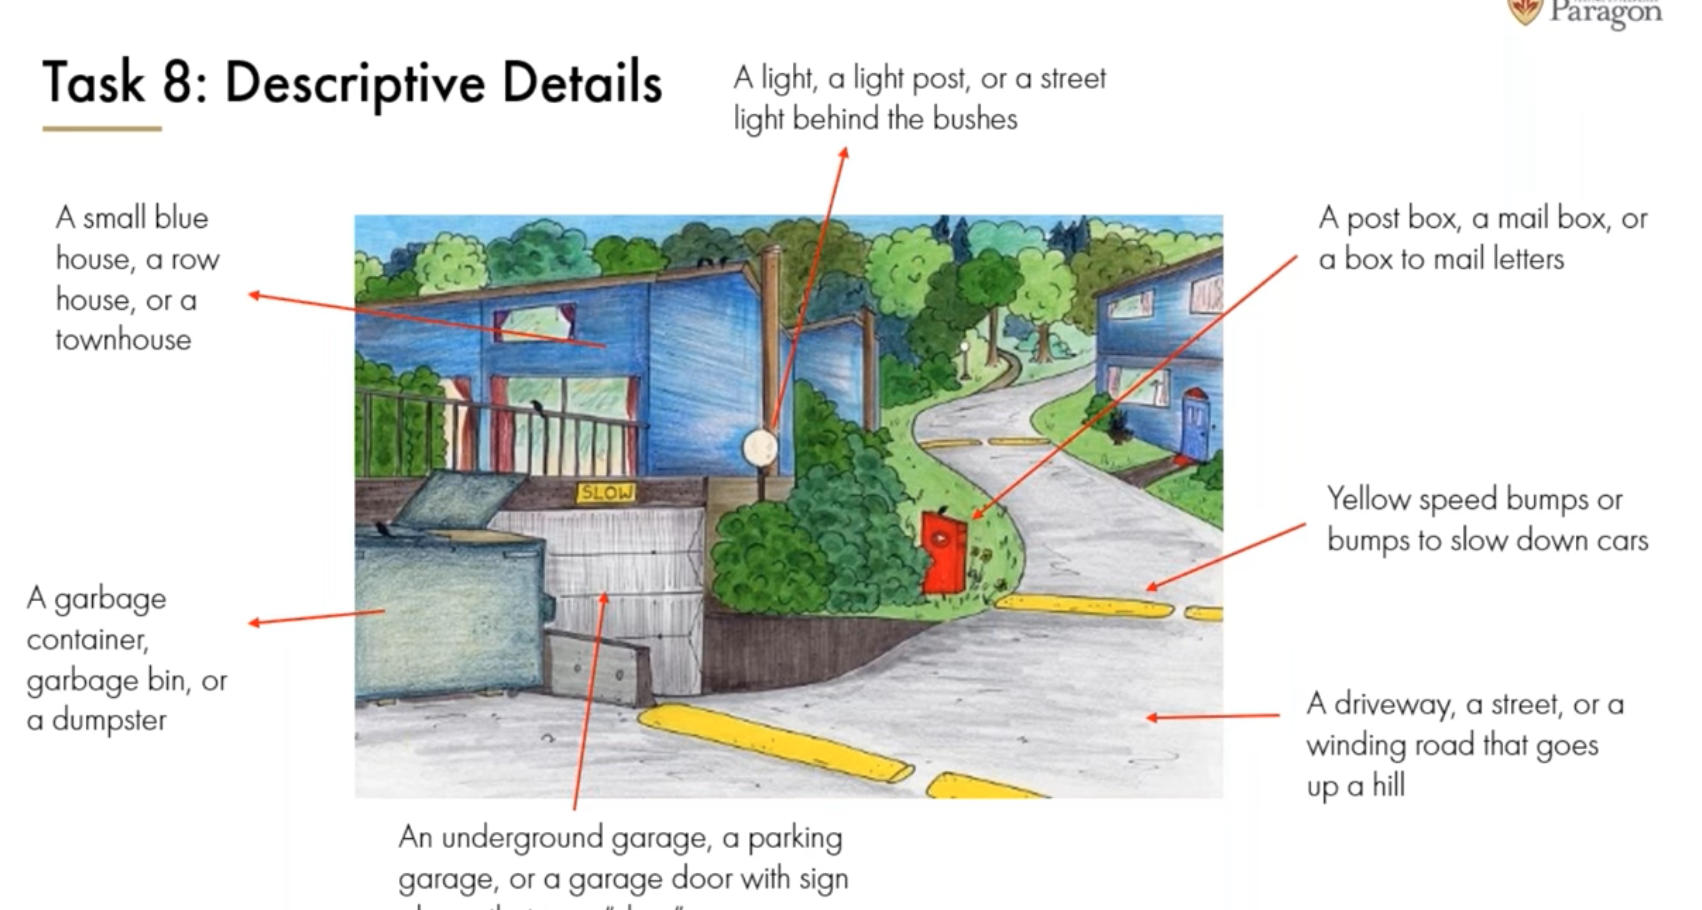 Paragon
Task 8: Descriptive Details
A light, a light post, or a street
light behind the bushes
A small blue
house, a row
house, or a
townhouse
A post box, a mail box, or
a box to mail letters
SLOW
Yellow speed bumps or
bumps to slow down cars
A garbage
container,
garbage bin, or
a dumpster
A driveway, a street, or a
winding road that goes
up a hill
An underground garage, a parking
garage, or a garage door with sign